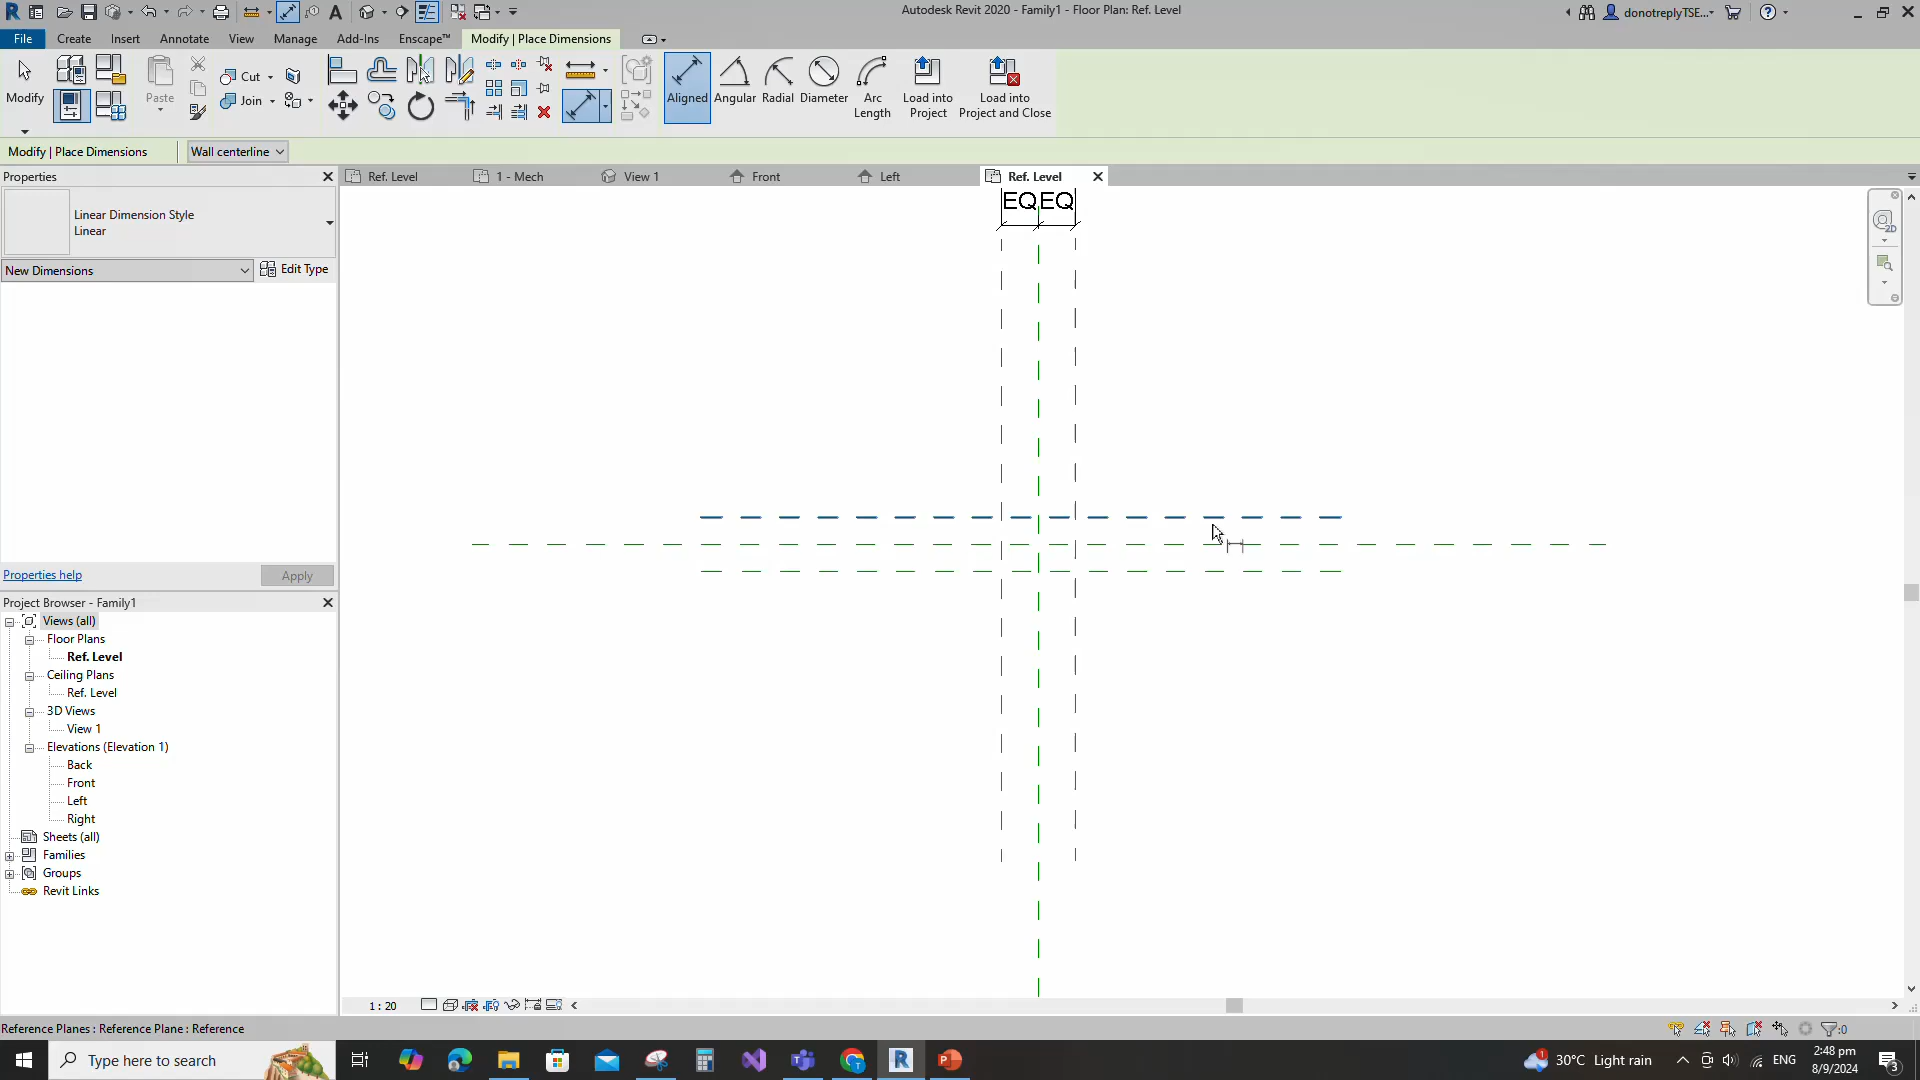 Autodesk Revit 2020 - Family1 - Floor Plan: Ref. Level
donotreplyTSE...
File Create Insert Annotate View Manage Add-Ins Enscape™ Modify | Place Dimensions
Modify
Paste
Cut
Join
Aligned Angular Radial Diameter Arc Length Load into Project Load into Project and Close
Modify | Place Dimensions Wall centerline
Properties
Ref. Level 1 - Mech View 1 Front Left Ref. Level
Linear Dimension Style
Linear
New Dimensions Edit Type
EQ EQ
2D
Properties help Apply
Project Browser - Family1
Views (all)
Floor Plans
Ref. Level
Ceiling Plans
Ref. Level
3D Views
View 1
Elevations (Elevation 1)
Back
Front
Left
Right
Sheets (all)
Families
Groups
Revit Links
1 : 20
Reference Planes : Reference Plane : Reference
:0
Type here to search
1
30°C Light rain
ENG
2:48 pm
8/9/2024
3